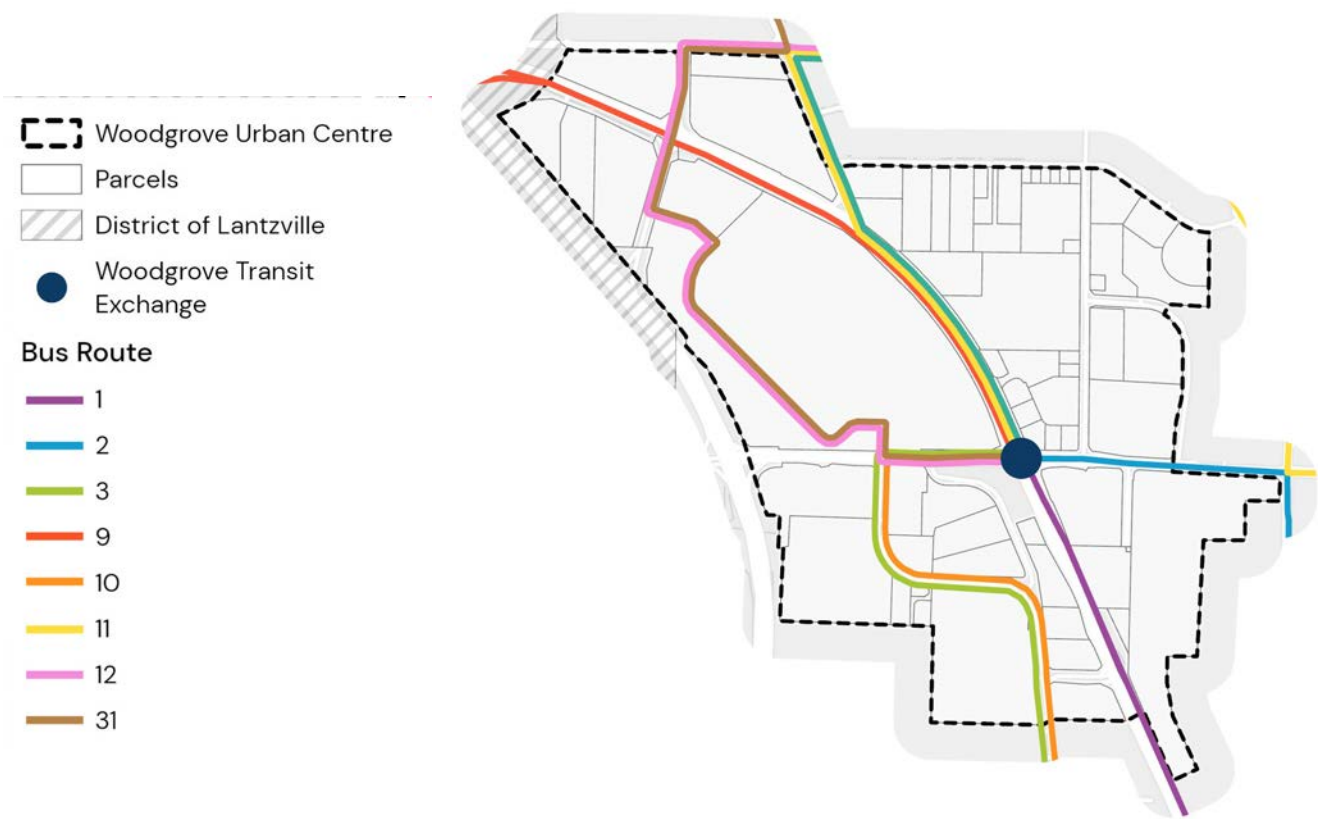 Woodgrove Urban Centre
Parcels
District of Lantzville
Woodgrove Transit
Exchange
Bus Route
1
2
3
9
10
11
12
31